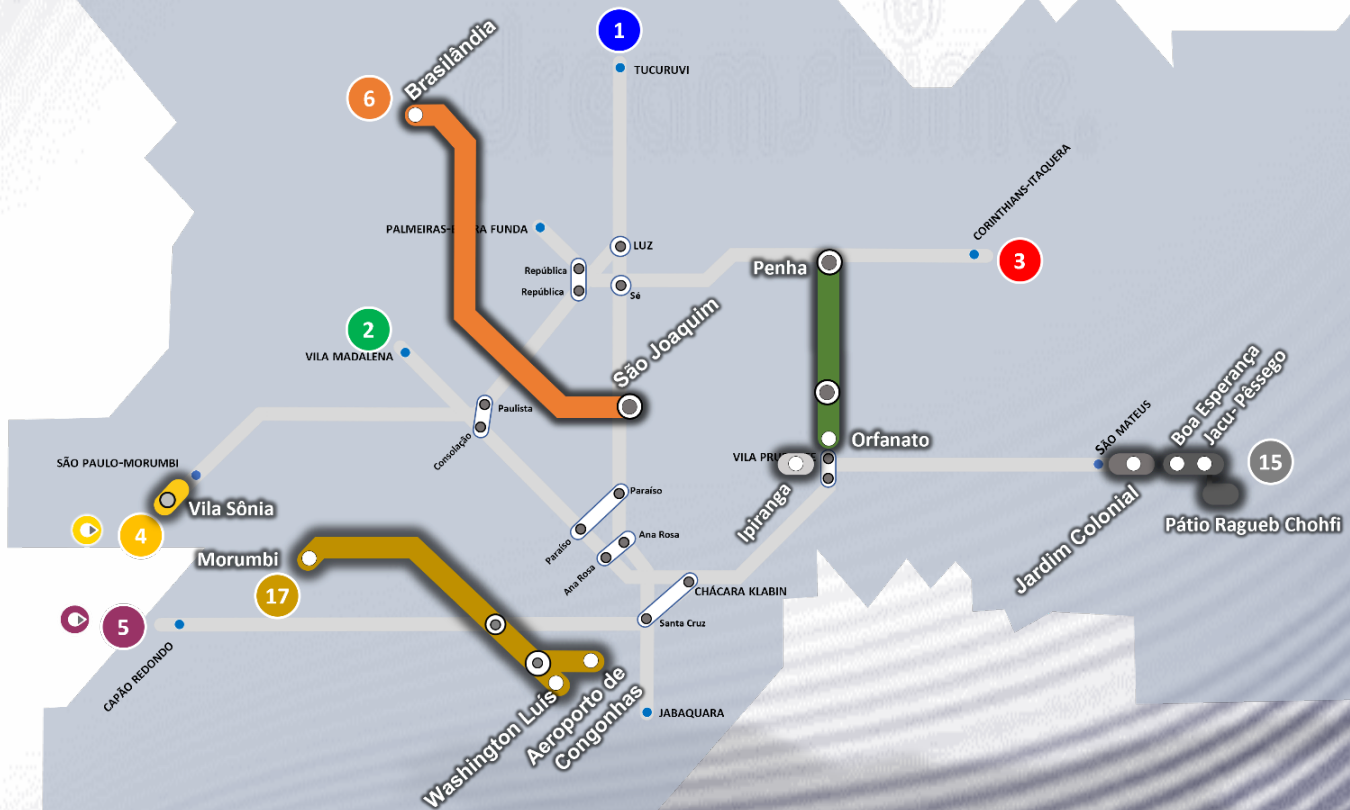 dreamstime.
1
Brasilândia
6
TUCURUVI
CORINTHIANS-ITAQUERA
PALMEIRAS-
FUNDA
LUZ
República
República
Sé
Penha
3
São Joaquim
2
VILA MADALENA
Paulista
Consolação
Orfanato
Boa Esperança
Jacu- Pêssego
SÃO MATEUS
VILA
15
SÃO PAULO-MORUMBI
Vila Sônia
4
Ipiranga
Jardim Colonial
Pátio Ragueb Chohfi
Paraíso
Paraíso
Ana Rosa
Ana Rosa
Morumbi
17
CHÁCARA KLABIN
Santa Cruz
5
CAPÃO REDONDO
Washington Luís
Aeroporto de
Congonhas
JABAQUARA